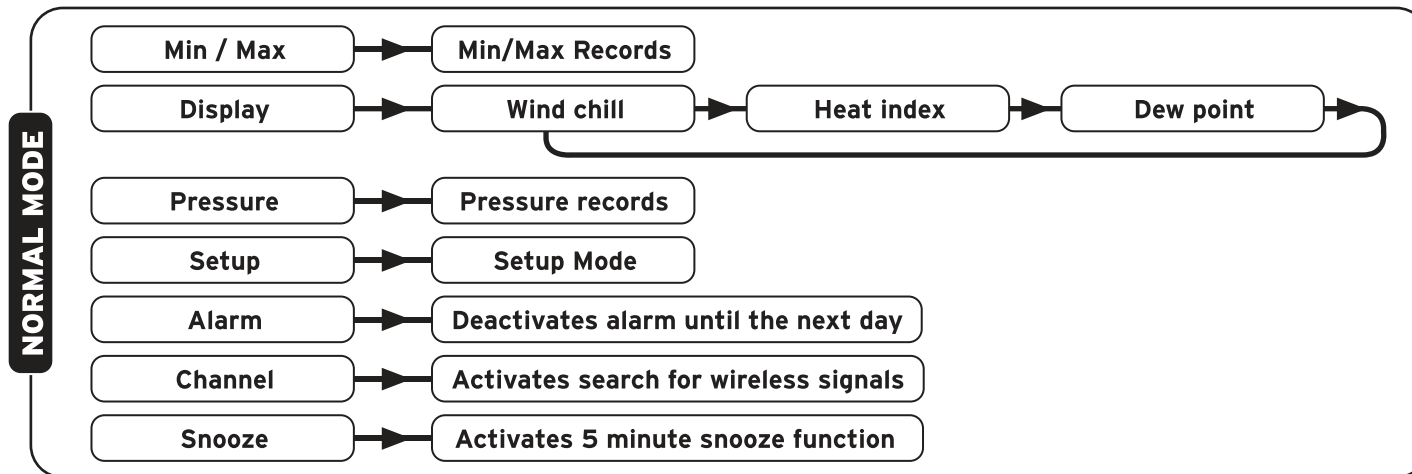 NORMAL MODE
Min / Max
Min/Max Records
Display
Wind chill
Heat index
Dew point
Pressure
Pressure records
Setup
Setup Mode
Alarm
Deactivates alarm until the next day
Channel
Activates search for wireless signals
Snooze
Activates 5 minute snooze function